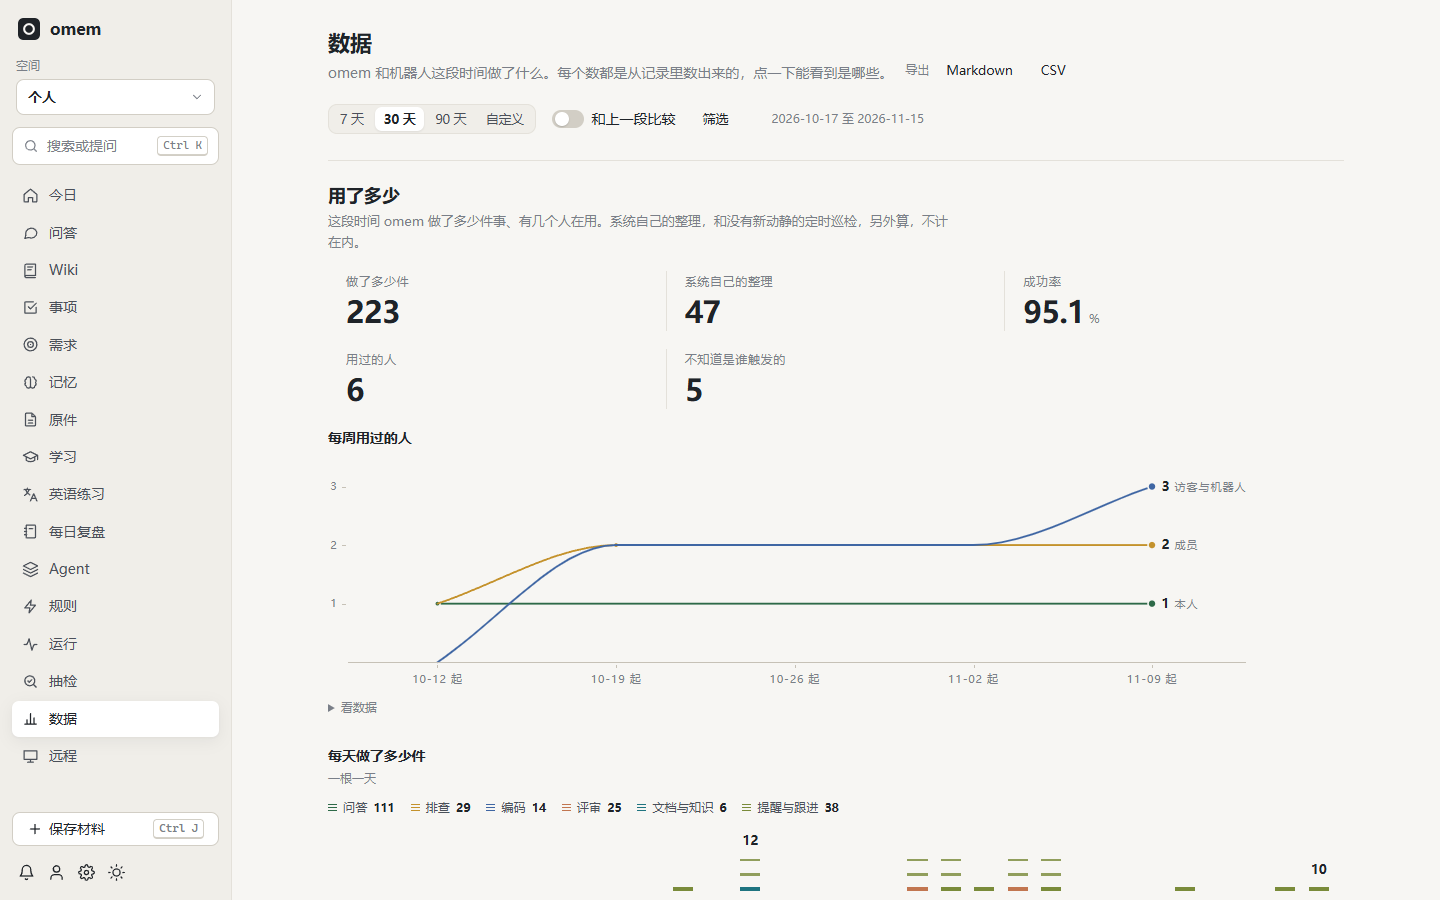 omem
空间
个人
搜索或提问 Ctrl K
今日
问答
Wiki
事项
需求
记忆
原件
学习
英语练习
每日复盘
Agent
规则
运行
抽检
数据
远程
保存材料 Ctrl J
数据
omem 和机器人这段时间做了什么。每个数都是从记录里数出来的，点一下能看到是哪些。 导出 Markdown CSV
7 天 30 天 90 天 自定义 和上一段比较 筛选 2026-10-17 至 2026-11-15
用了多少
这段时间 omem 做了多少件事、有几个人在用。系统自己的整理，和没有新动静的定时巡检，另外算，不计
在内。
做了多少件 系统自己的整理 成功率
223 47 95.1 %
用过的人 不知道是谁触发的
6 5
每周用过的人
3 3 访客与机器人
2 2 成员
1 1 本人
10-12 起 10-19 起 10-26 起 11-02 起 11-09 起
看数据
每天做了多少件
一根一天
问答 111 排查 29 编码 14 评审 25 文档与知识 6 提醒与跟进 38
12
10